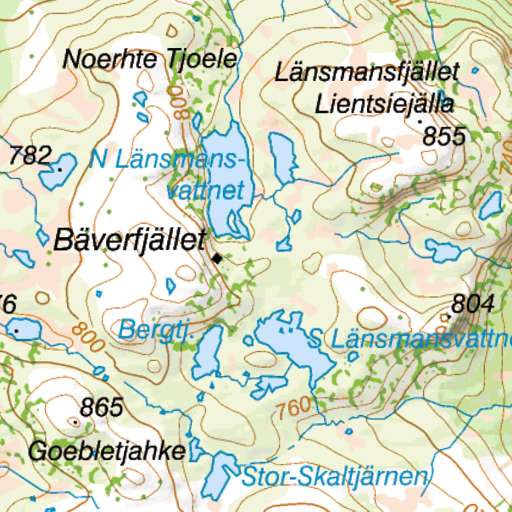 Noerhte Tjoele
Länsmansfjället
Lientsiejälla
855
800
782
N Länsmans-
vattnet
Bäverfjället
804
Bergtj.
S Länsmansvattne
800
760
865
Goebletjahke
Stor-Skaltjärnen